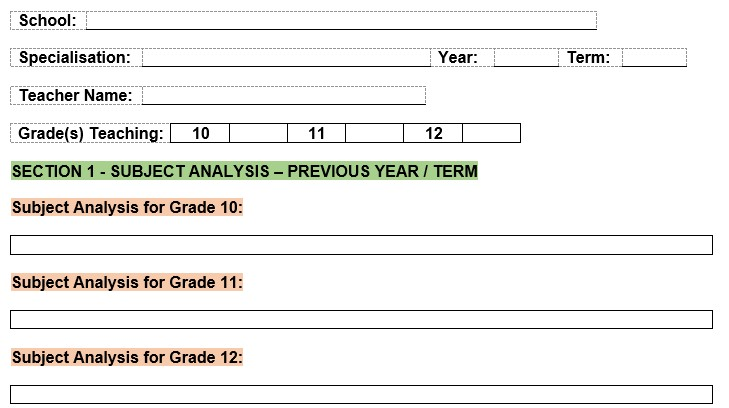 School:
Specialisation: Year: Term:
Teacher Name:
Grade(s) Teaching: 10 11 12
SECTION 1 - SUBJECT ANALYSIS – PREVIOUS YEAR / TERM
Subject Analysis for Grade 10:
Subject Analysis for Grade 11:
Subject Analysis for Grade 12: